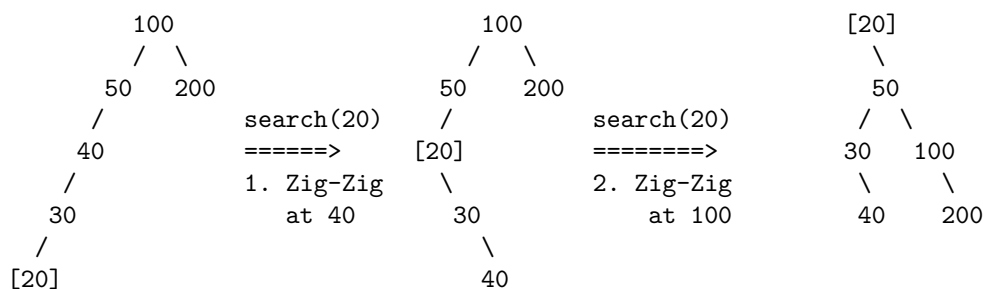 100 100 [20]
/ \ / \ \
50 200 50 200 50
/ search(20) / search(20) / \
40 ======> [20] ========> 30 100
/ 1. Zig-Zig \ 2. Zig-Zig \ \
30 at 40 30 at 100 40 200
/ \
[20] 40